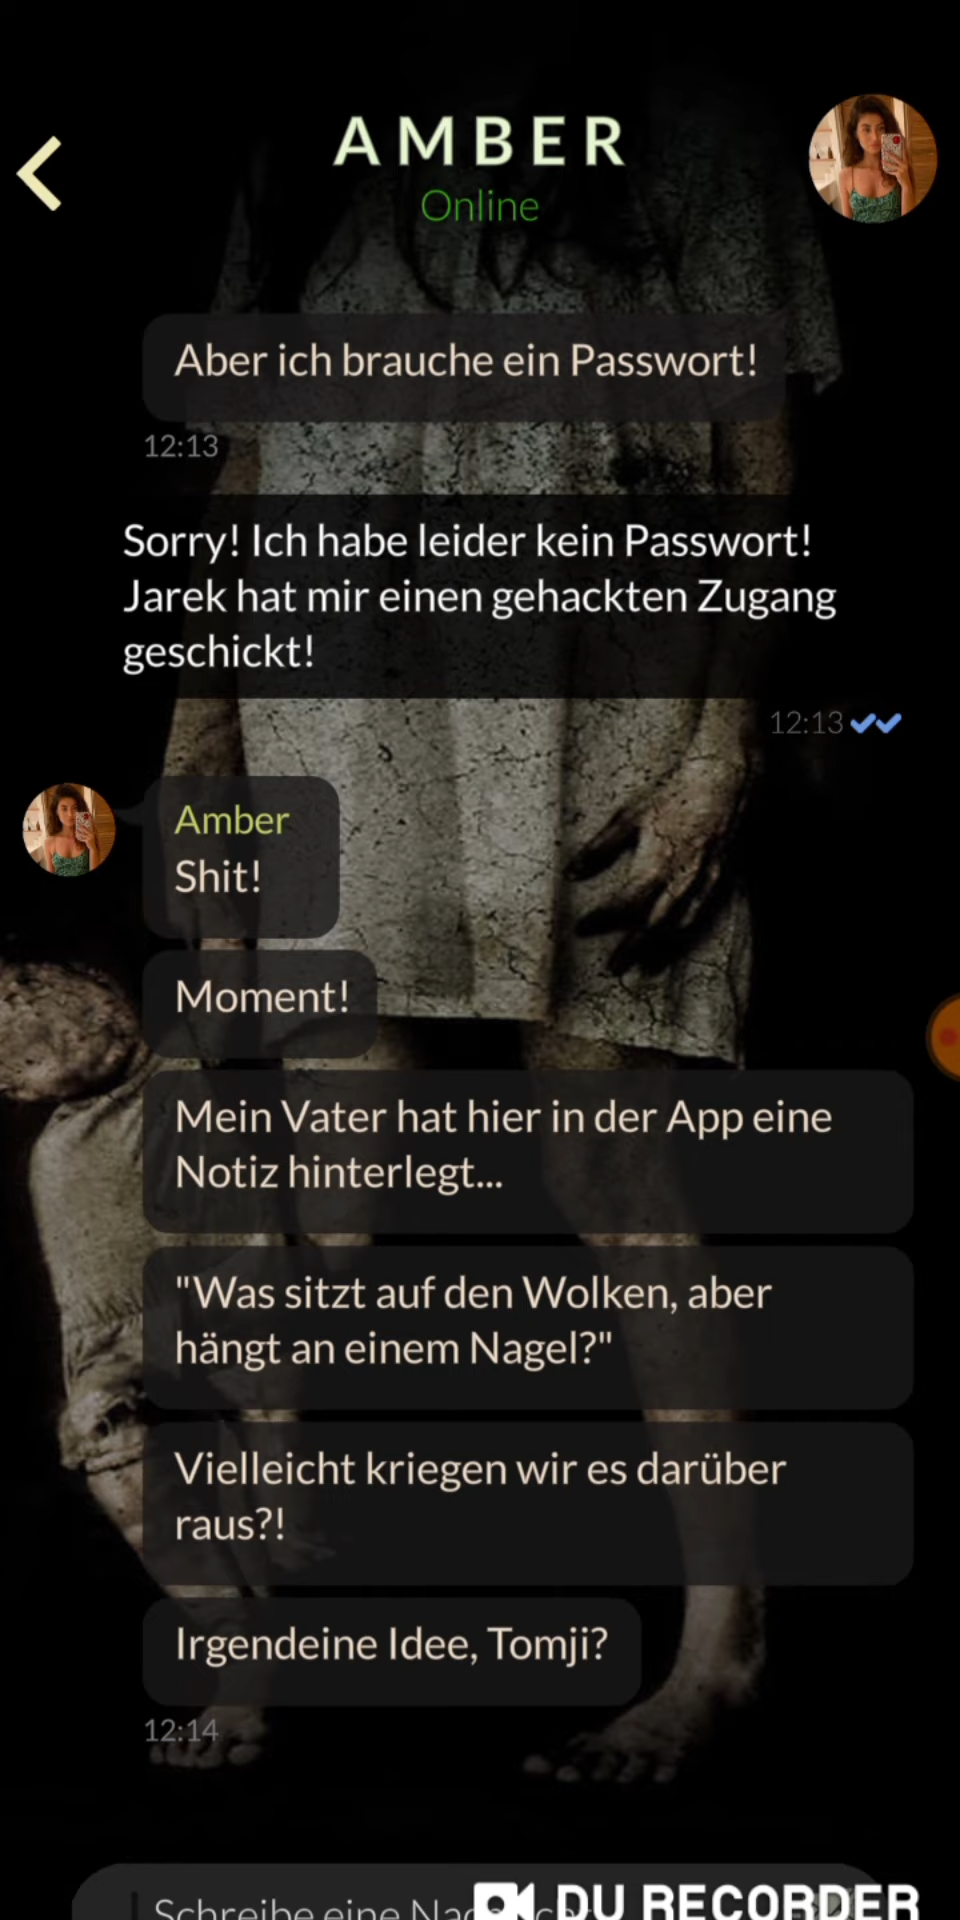 AMBER
Online
Aber ich brauche ein Passwort!
12:13
Sorry! Ich habe leider kein Passwort!
Jarek hat mir einen gehackten Zugang
geschickt!
12:13
Amber
Shit!
Moment!
Mein Vater hat hier in der App eine
Notiz hinterlegt...
"Was sitzt auf den Wolken, aber
hängt an einem Nagel?"
Vielleicht kriegen wir es darüber
raus?!
Irgendeine Idee, Tomji?
12:14
Schreibe eine
DU RECORDER